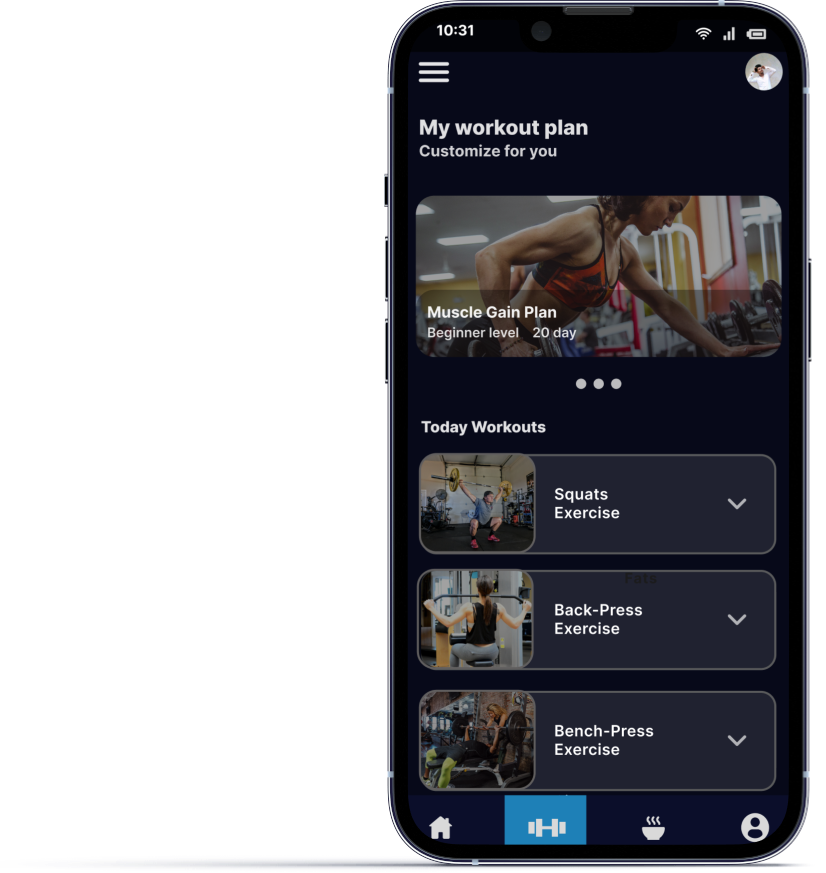 10:31
My workout plan
Customize for you
Muscle Gain Plan
Beginner level 20 day
Today Workouts
Squats
Exercise
Fats
Back-Press
Exercise
Bench-Press
Exercise